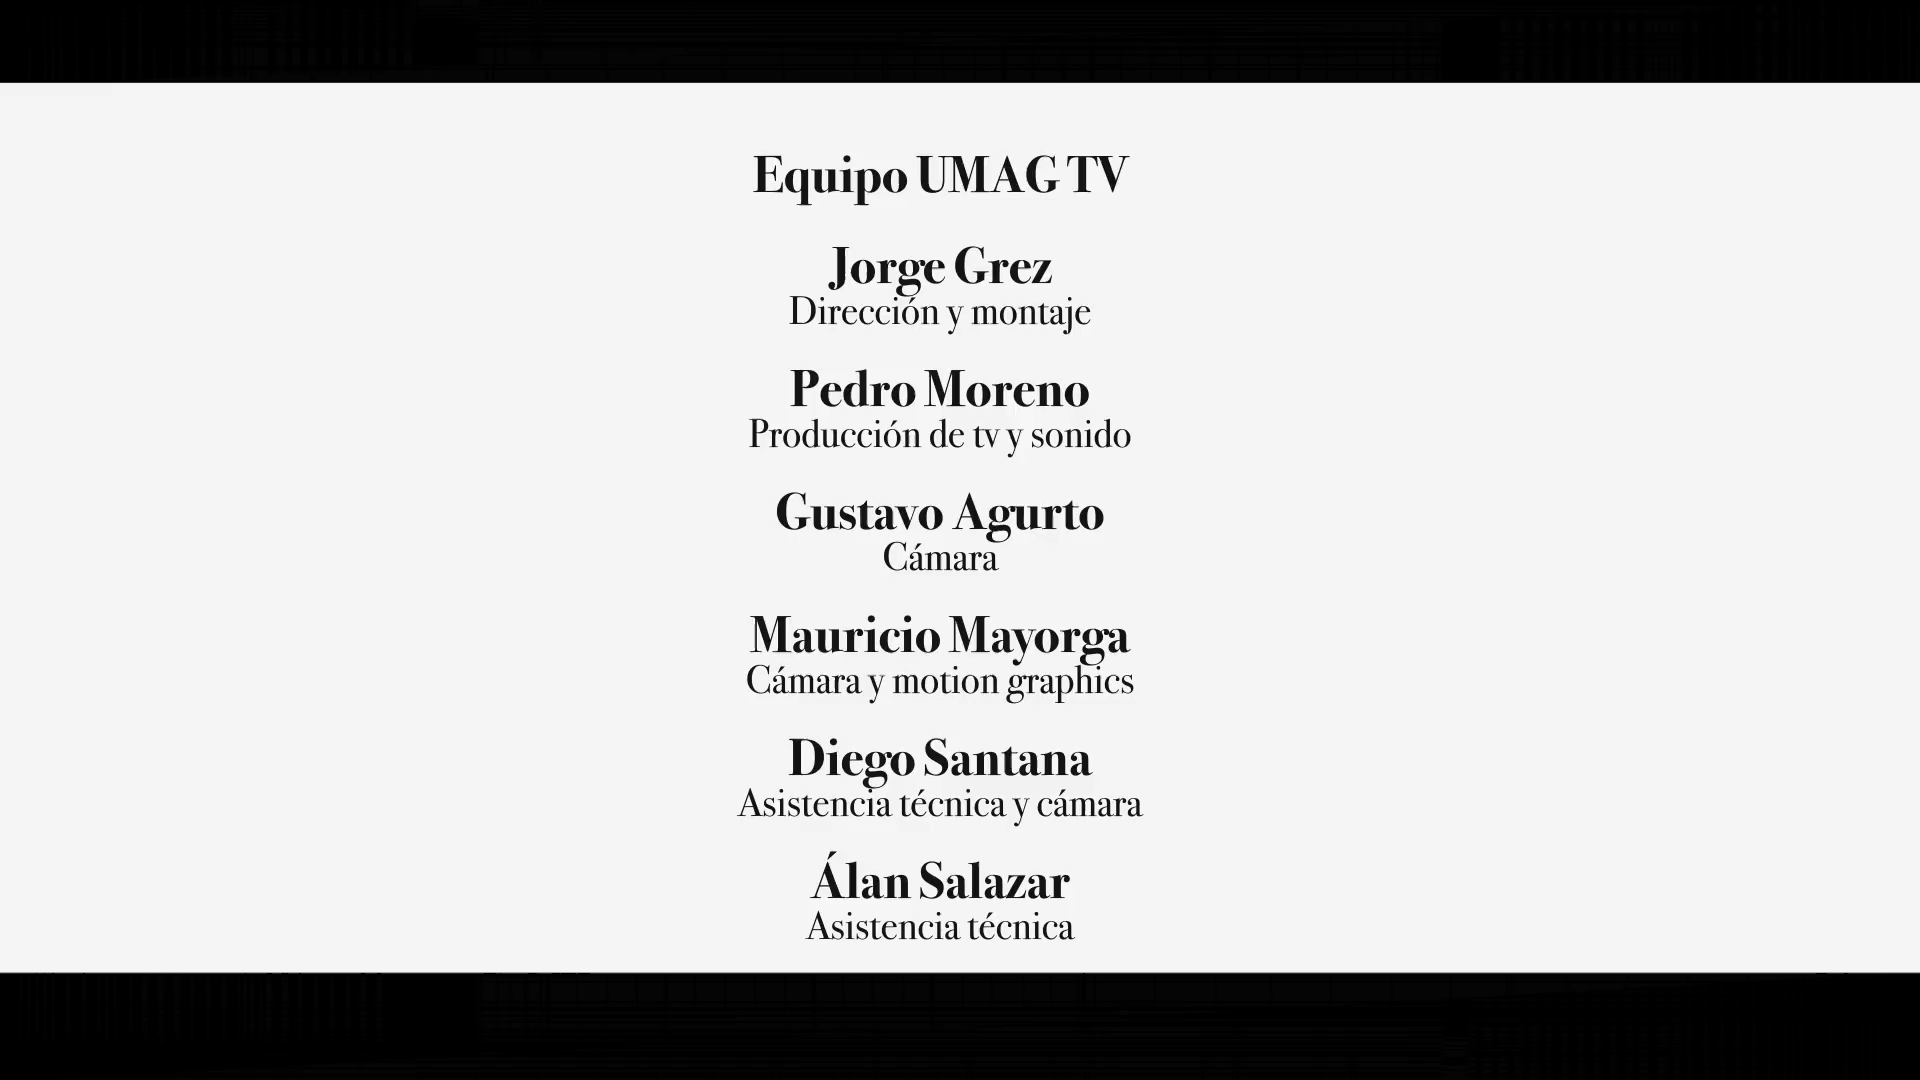 Equipo UMAG TV
Jorge Grez
Dirección y montaje
Pedro Moreno
Producción de tv y sonido
Gustavo Agurto
Cámara
Mauricio Mayorga
Cámara y motion graphics
Diego Santana
Asistencia técnica y cámara
Álan Salazar
Asistencia técnica